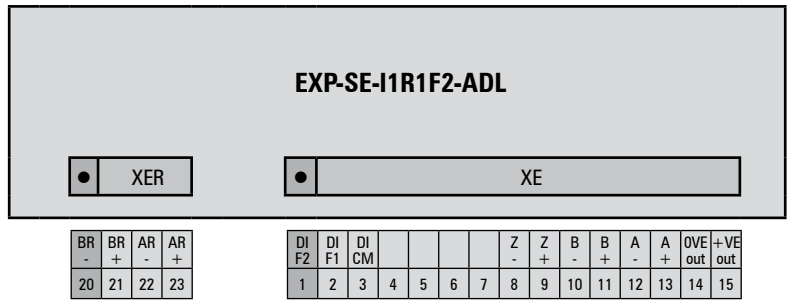 EXP-SE-I1R1F2-ADL
XER XE
BR BR AR AR DI DI DI Z Z B B A A 0VE +VE
- + - + F2 F1 CM - + - + - + out out
20 21 22 23 1 2 3 4 5 6 7 8 9 10 11 12 13 14 15